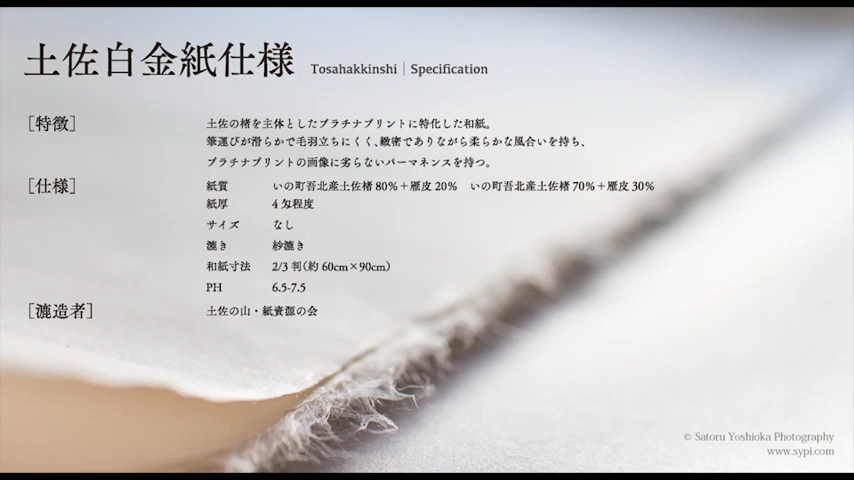 土佐白金紙仕様 Tosahakkinshi｜Specification
［特徴］ 土佐の楮を主体としたプラチナプリントに特化した和紙。
筆運びが滑らかで毛羽立ちにくく、緻密でありながら柔らかな風合いを持ち、
プラチナプリントの画像に劣らないパーマネンスを持つ。
［仕様］ 紙質 いの町吾北産土佐楮 80%＋雁皮 20% いの町吾北産土佐楮 70%＋雁皮 30%
紙厚 4 匁程度
サイズ なし
漉き 紗漉き
和紙寸法 2/3 判（約 60cm×90cm）
PH 6.5-7.5
［漉造者］ 土佐の山・紙資源の会
© Satoru Yoshioka Photography
www.sypi.com